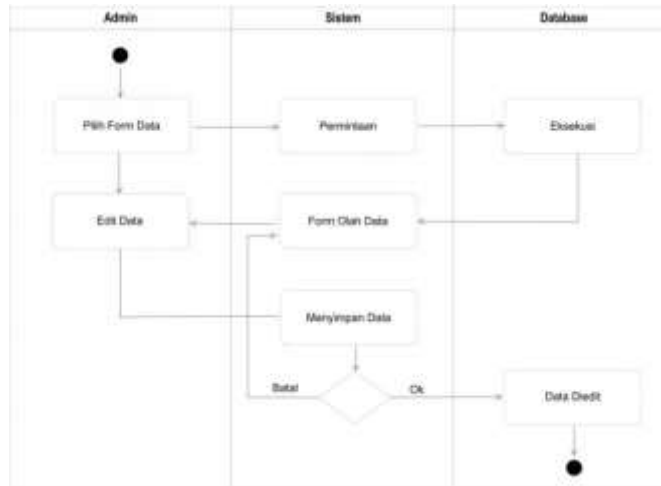 Admin
Sistem
Database
Pilih Form Data
Permintaan
Eksekusi
Edit Data
Form Olah Data
Menyimpan Data
Batal
Ok
Data Diedit